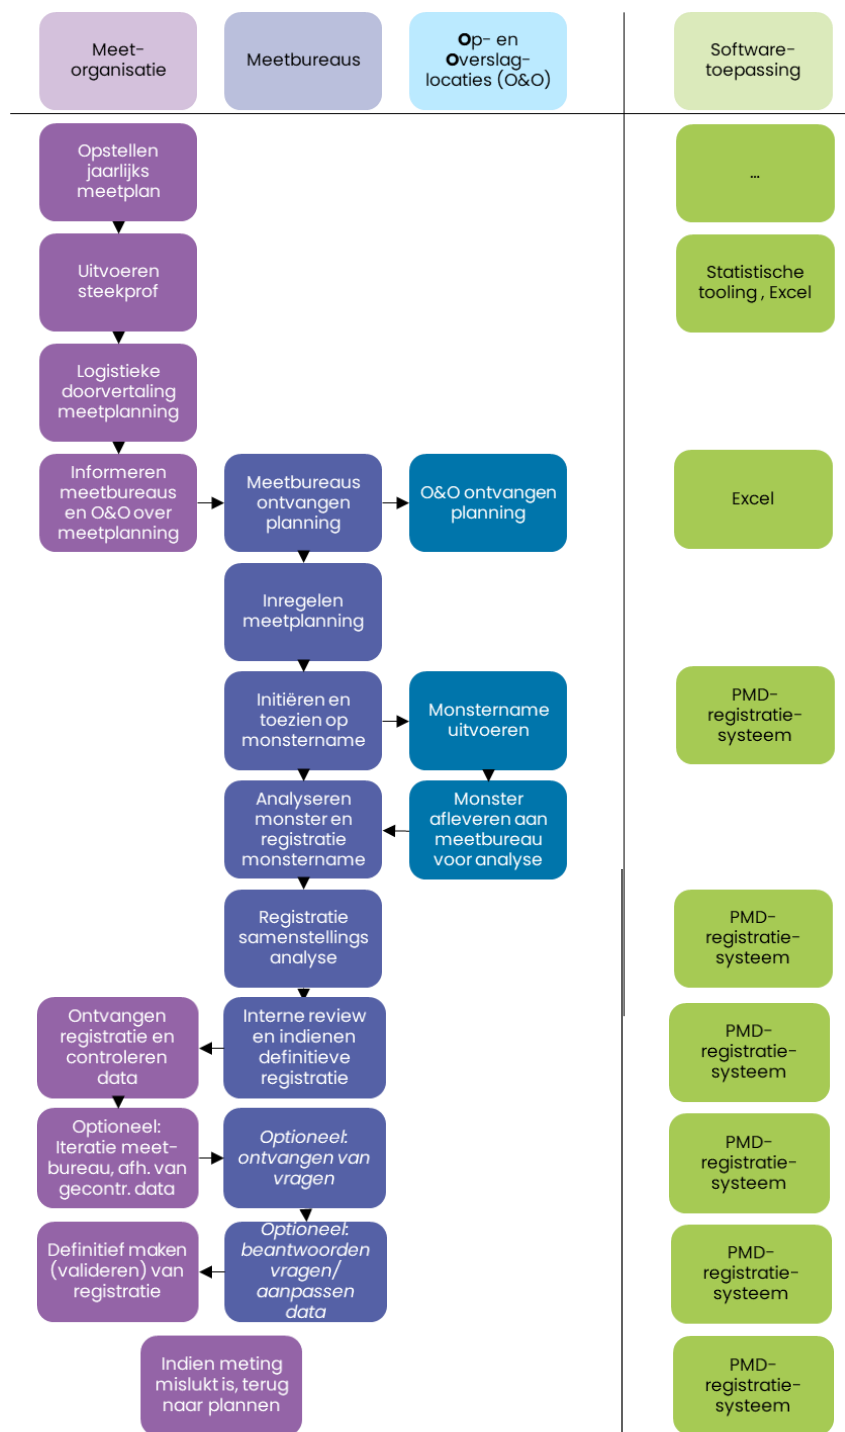 Meet-
organisatie
Meetbureaus
Op- en
Overslag-
locaties (O&O)
Software-
toepassing
Opstellen
jaarlijks
meetplan
...
Uitvoeren
steekprof
Statistische
tooling , Excel
Logistieke
doorvertaling
meetplanning
Informeren
meetbureaus
en O&O over
meetplanning
Meetbureaus
ontvangen
planning
O&O ontvangen
planning
Excel
Inregelen
meetplanning
Initiëren en
toezien op
monstername
Monstername
uitvoeren
PMD-
registratie-
systeem
Analyseren
monster en
registratie
monstername
Monster
afleveren aan
meetbureau
voor analyse
Registratie
samenstellings
analyse
PMD-
registratie-
systeem
Ontvangen
registratie en
controleren
data
Interne review
en indienen
definitieve
registratie
PMD-
registratie-
systeem
Optioneel:
Iteratie meet-
bureau, afh. van
gecontr. data
Optioneel:
ontvangen van
vragen
PMD-
registratie-
systeem
Definitief maken
(valideren) van
registratie
Optioneel:
beantwoorden
vragen/
aanpassen
data
PMD-
registratie-
systeem
Indien meting
mislukt is, terug
naar plannen
PMD-
registratie-
systeem